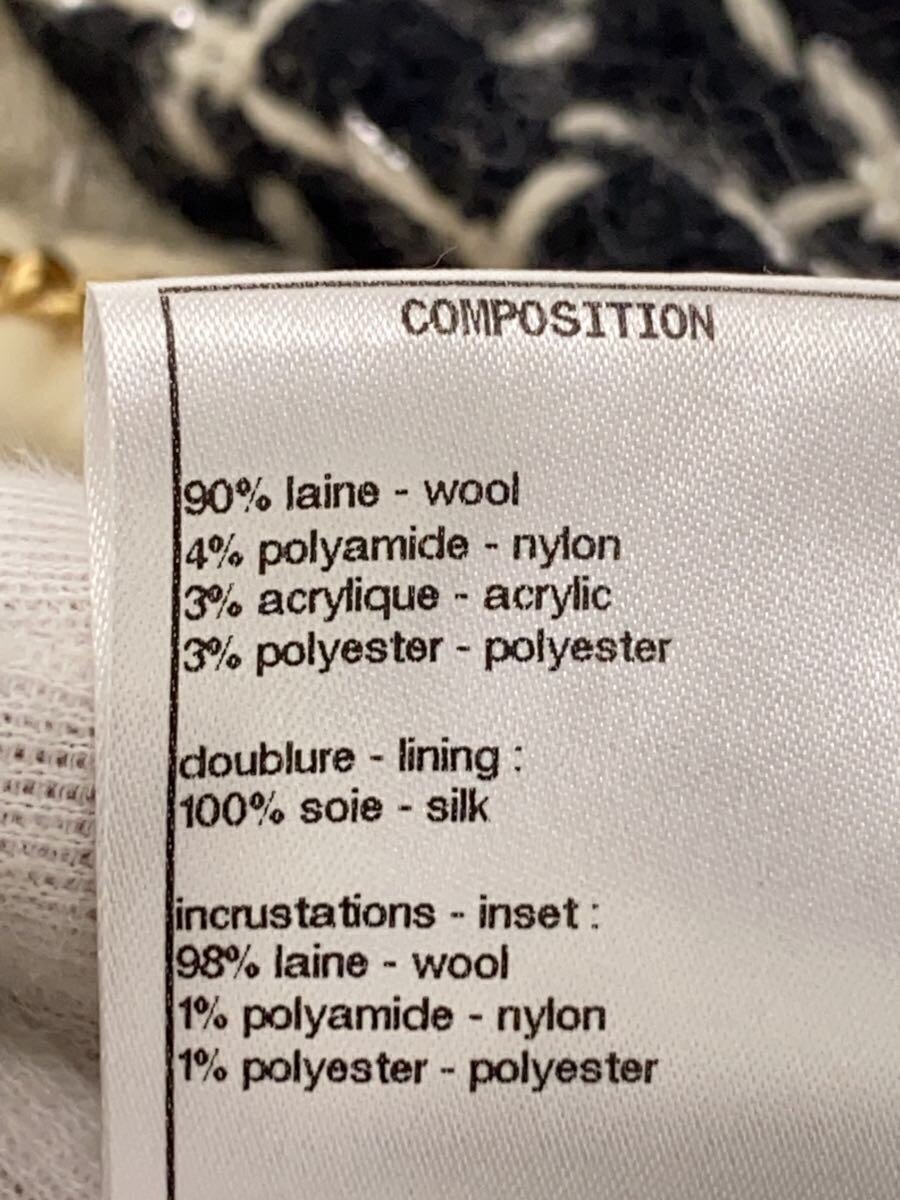 COMPOSITION
90% laine - wool
4% polyamide - nylon
3% acrylique - acrylic
3% polyester - polyester
doublure - lining :
100% soie - silk
incrustations - inset :
98% laine - wool
1% polyamide - nylon
1% polyester - polyester